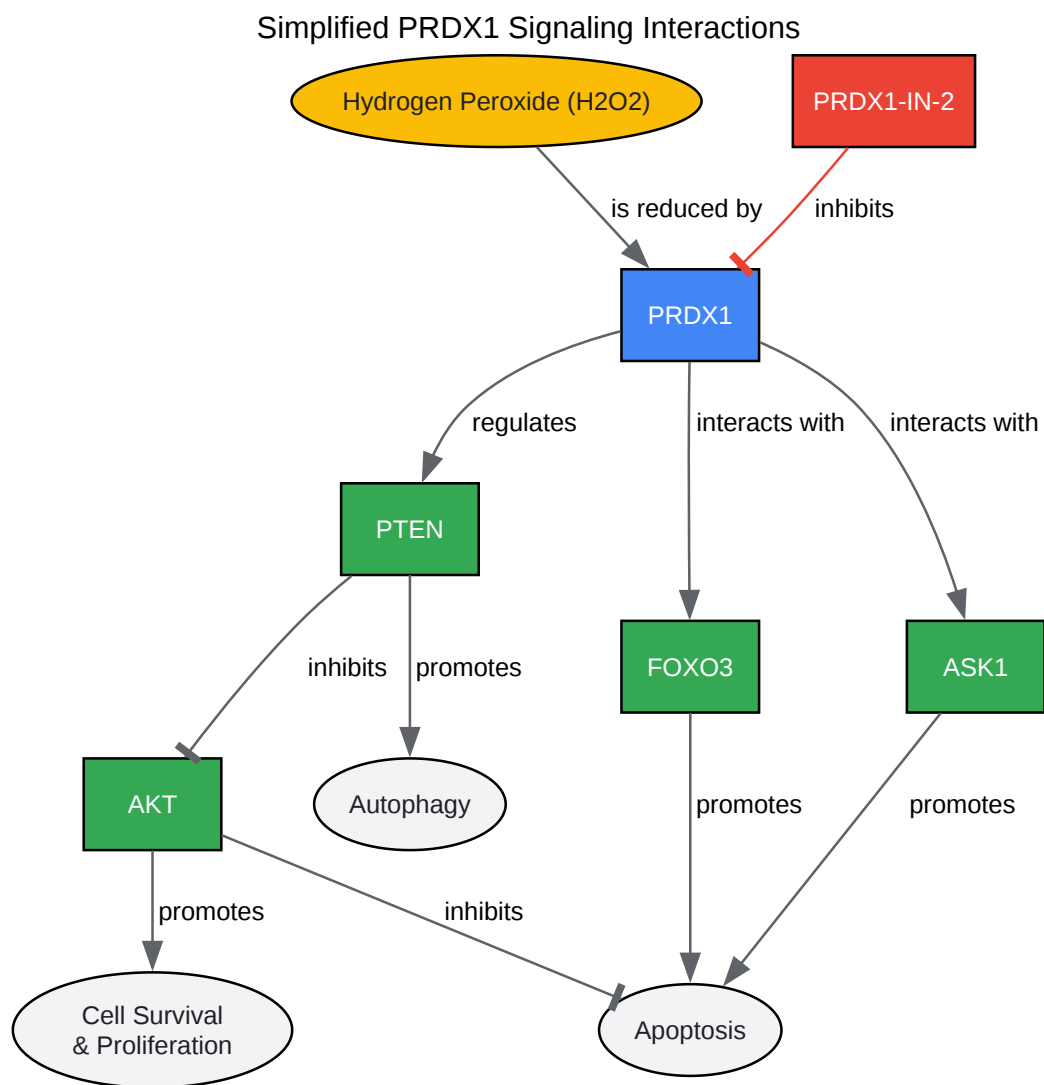 Simplified PRDX1 Signaling Interactions
Hydrogen Peroxide (H2O2)
PRDX1-IN-2
is reduced by
inhibits
PRDX1
regulates
interacts with
interacts with
PTEN
inhibits
promotes
FOXO3
ASK1
AKT
Autophagy
promotes
promotes
promotes
inhibits
Cell Survival
& Proliferation
Apoptosis